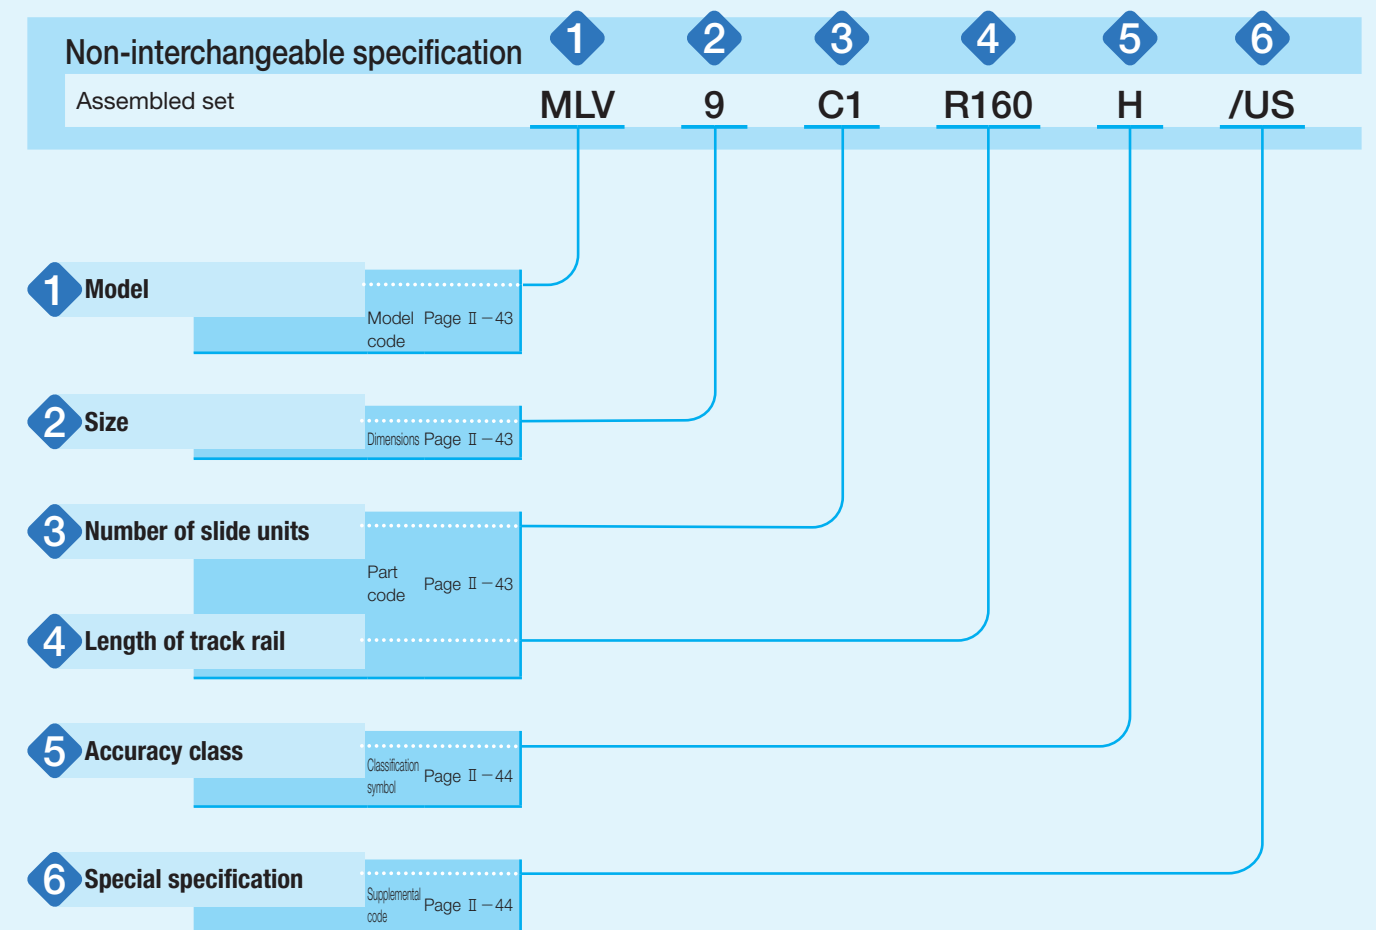 1 2 3 4 5 6
Non-interchangeable specification
Assembled set MLV 9 C1 R160 H /US
1 Model
Model code Page Ⅱ－43
2 Size
Dimensions Page Ⅱ－43
3 Number of slide units
Part code Page Ⅱ－43
4 Length of track rail
5 Accuracy class
Classification symbol Page Ⅱ－44
6 Special specification
Supplemental code Page Ⅱ－44